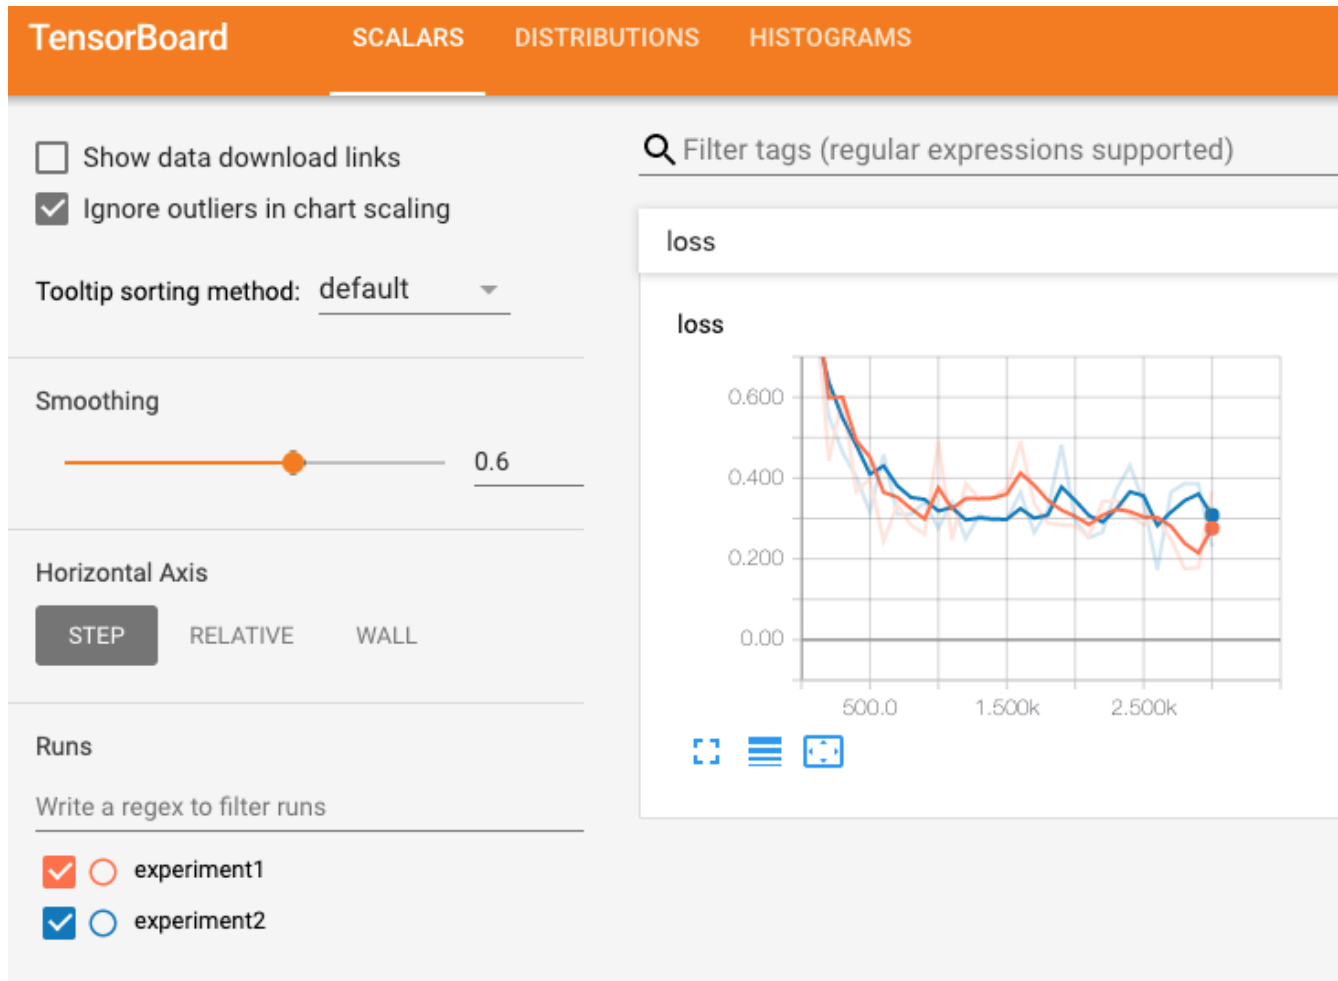 TensorBoard SCALARS DISTRIBUTIONS HISTOGRAMS
Show data download links
Ignore outliers in chart scaling
Tooltip sorting method: default
Smoothing
0.6
Horizontal Axis
STEP RELATIVE WALL
Runs
Write a regex to filter runs
experiment1
experiment2
Filter tags (regular expressions supported)
loss
loss
0.600
0.400
0.200
0.00
500.0 1.500k 2.500k